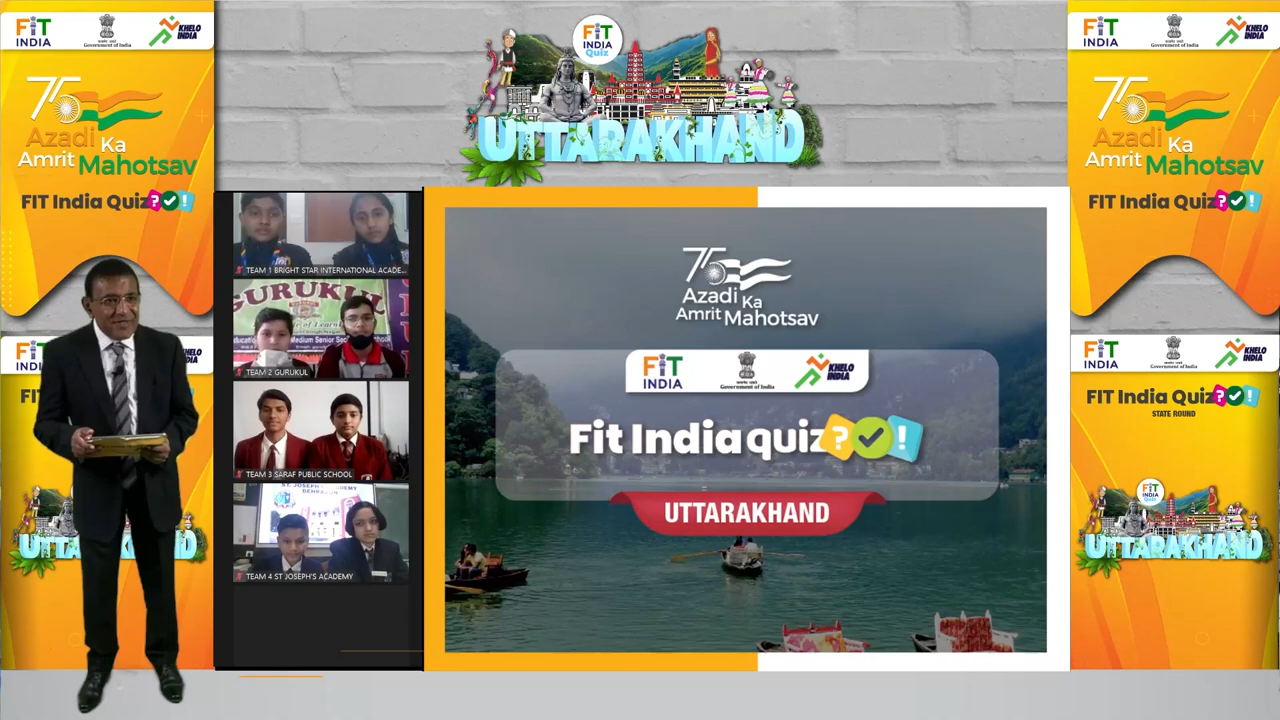 FIT
INDIA
Government of India
KHELO
INDIA
75
Azadi Ka
Amrit Mahotsav
FIT India Quiz ? !
FIT
INDIA
Quiz
UTTARAKHAND
FIT
INDIA
Government of India
KHELO
INDIA
75
Azadi Ka
Amrit Mahotsav
FIT India Quiz ? !
TEAM 1 BRIGHT STAR INTERNATIONAL ACADE...
GURUKUL
TEAM 2 GURUKUL
TEAM 3 SARAF PUBLIC SCHOOL
TEAM 4 ST JOSEPH'S ACADEMY
75
Azadi Ka
Amrit Mahotsav
FIT
INDIA
Government of India
KHELO
INDIA
Fit India quiz ? !
UTTARAKHAND
FIT
INDIA
Government of India
KHELO
INDIA
FIT India Quiz ? !
STATE ROUND
FIT
INDIA
Quiz
UTTARAKHAND